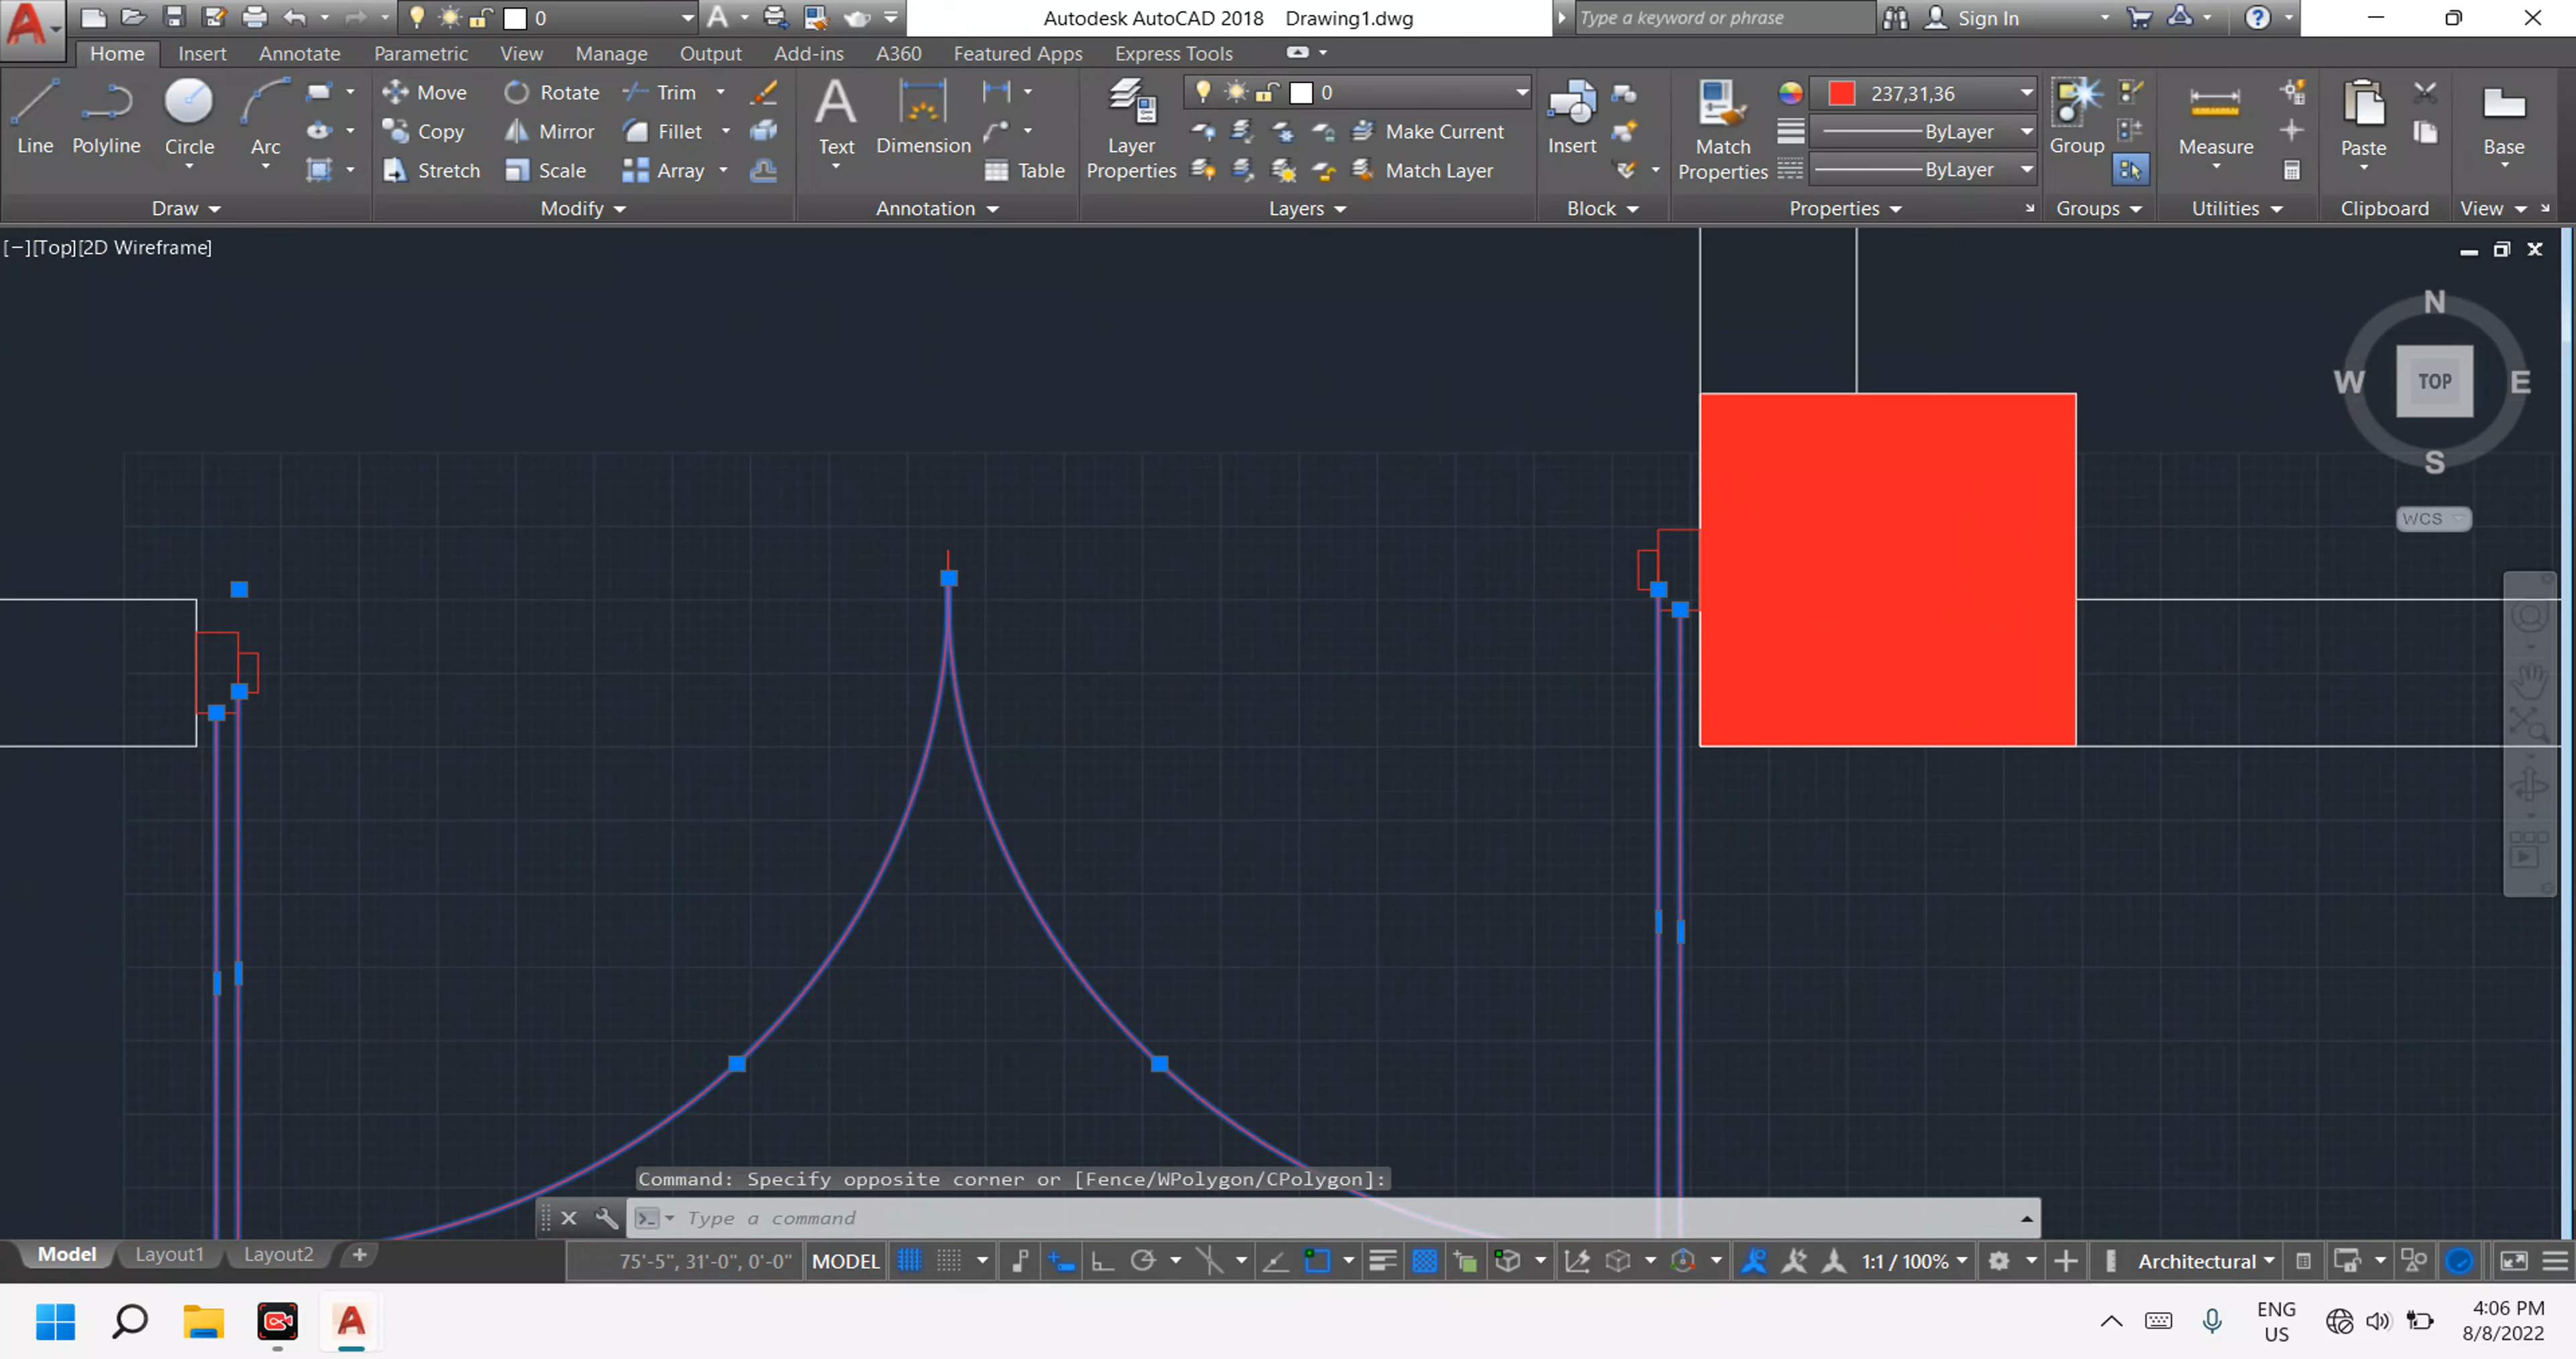 0
Autodesk AutoCAD 2018 Drawing1.dwg
Type a keyword or phrase
Sign In
Home Insert Annotate Parametric View Manage Output Add-ins A360 Featured Apps Express Tools
Line Polyline Circle Arc
Move Rotate Trim
Copy Mirror Fillet
Stretch Scale Array
Text Dimension Table
Layer Properties
0
Make Current
Match Layer
Insert
Match Properties
237,31,36
ByLayer
ByLayer
Group
Measure
Paste
Base
Draw Modify Annotation Layers Block Properties Groups Utilities Clipboard View
[−][Top][2D Wireframe]
N
W TOP E
S
WCS
Command: Specify opposite corner or [Fence/WPolygon/CPolygon]:
Type a command
Model Layout1 Layout2
75'-5", 31'-0", 0'-0" MODEL 1:1 / 100% Architectural
ENG
US
4:06 PM
8/8/2022